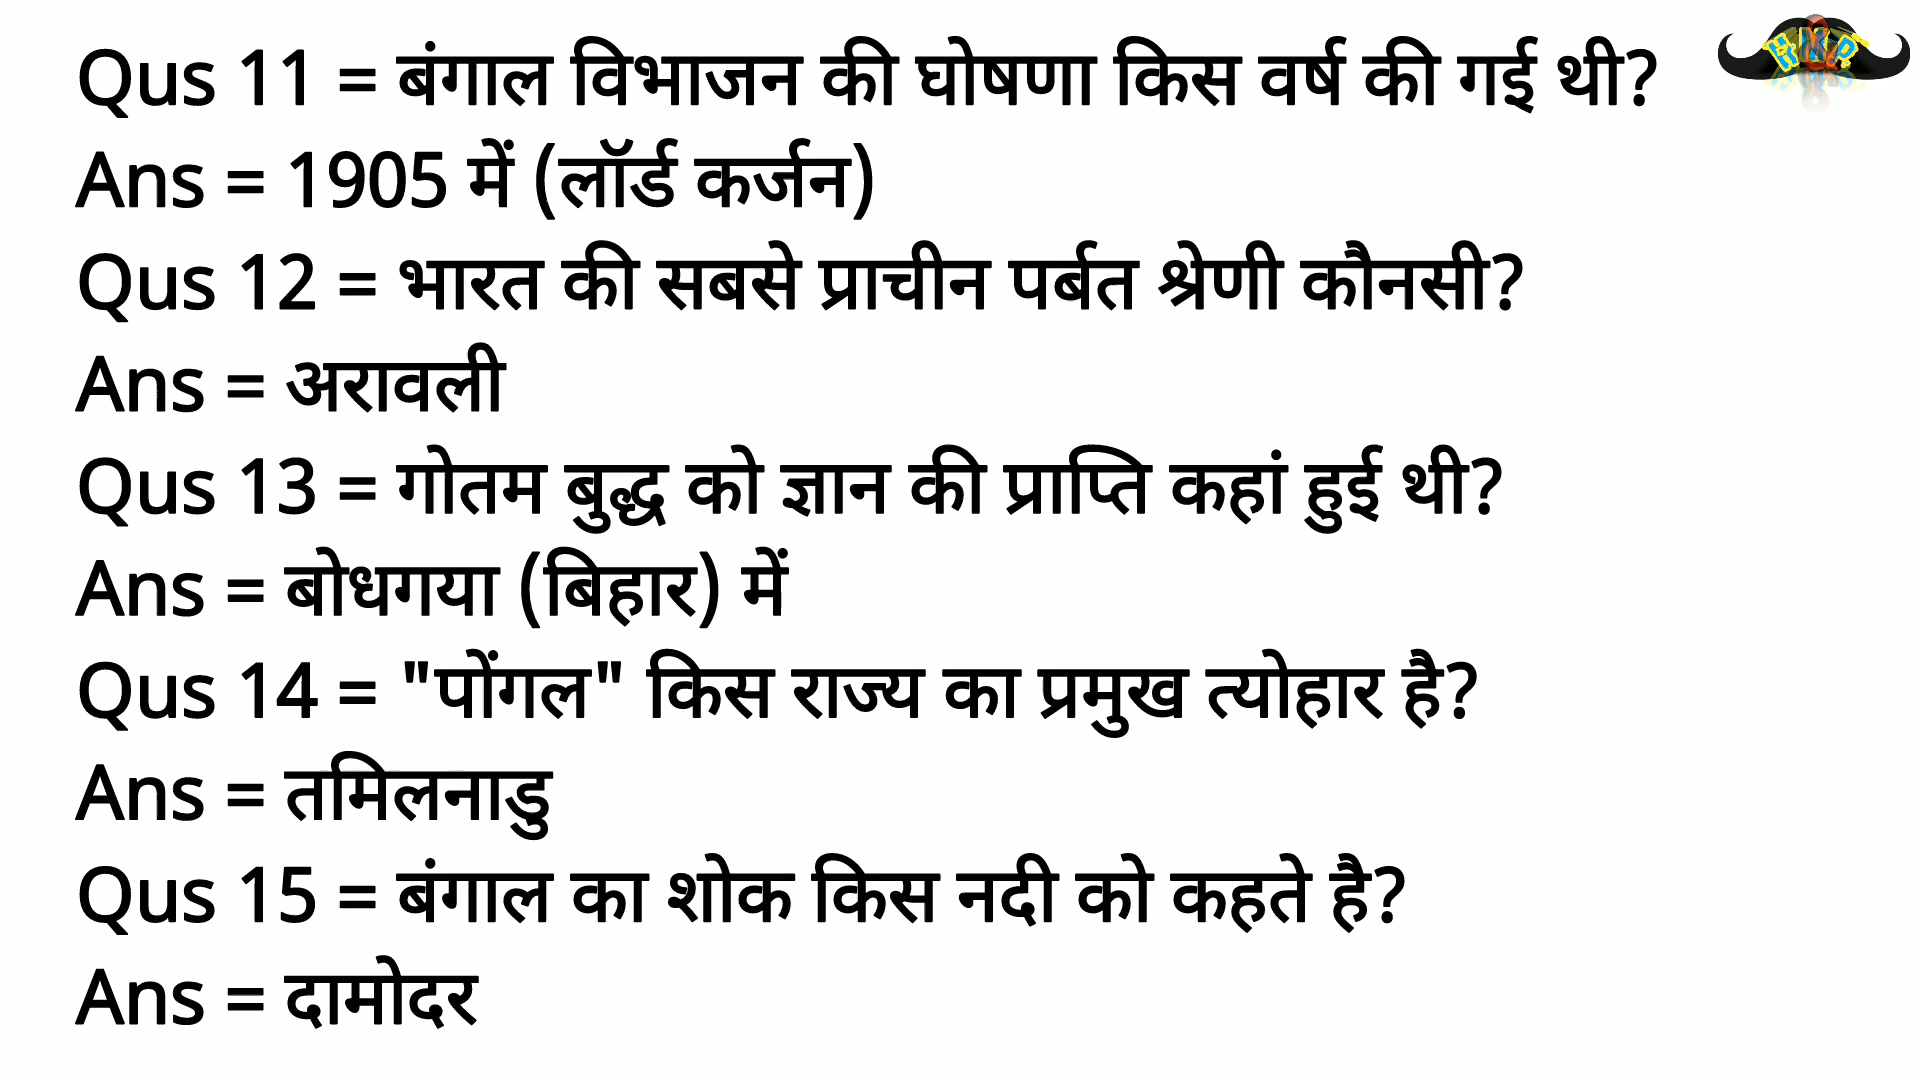 Qus 11 = बंगाल विभाजन की घोषणा किस वर्ष की गई थी?
Ans = 1905 में (लॉर्ड कर्जन)
Qus 12 = भारत की सबसे प्राचीन पर्बत श्रेणी कौनसी?
Ans = अरावली
Qus 13 = गोतम बुद्ध को ज्ञान की प्राप्ति कहां हुई थी?
Ans = बोधगया (बिहार) में
Qus 14 = "पोंगल" किस राज्य का प्रमुख त्योहार है?
Ans = तमिलनाडु
Qus 15 = बंगाल का शोक किस नदी को कहते है?
Ans = दामोदर